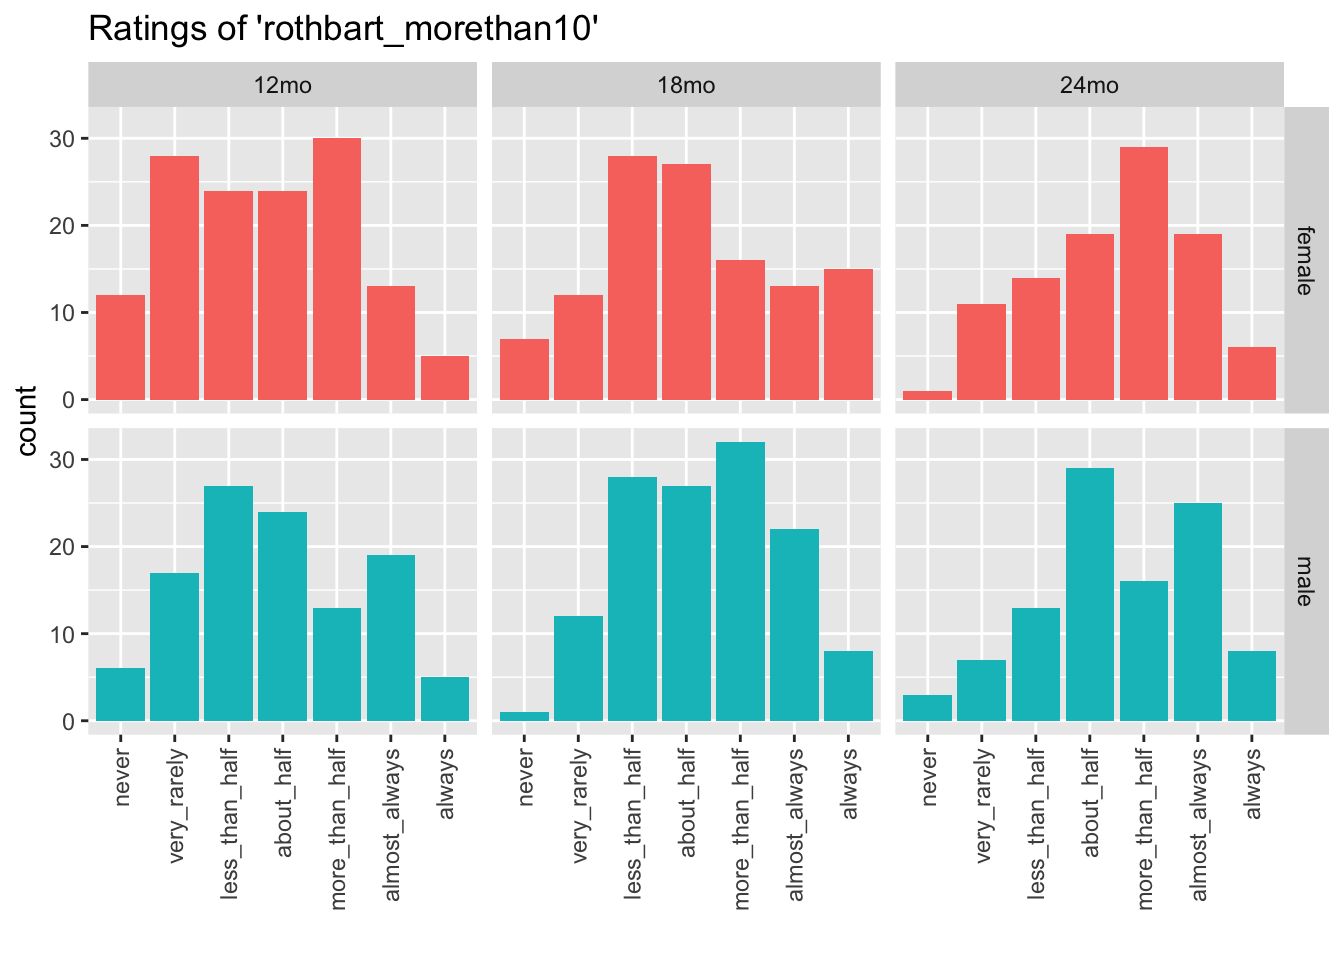 Ratings of 'rothbart_morethan10'
12mo
18mo
24mo
30
20
10
0
female
count
30
20
10
0
male
never
very_rarely
less_than_half
about_half
more_than_half
almost_always
always
never
very_rarely
less_than_half
about_half
more_than_half
almost_always
always
never
very_rarely
less_than_half
about_half
more_than_half
almost_always
always